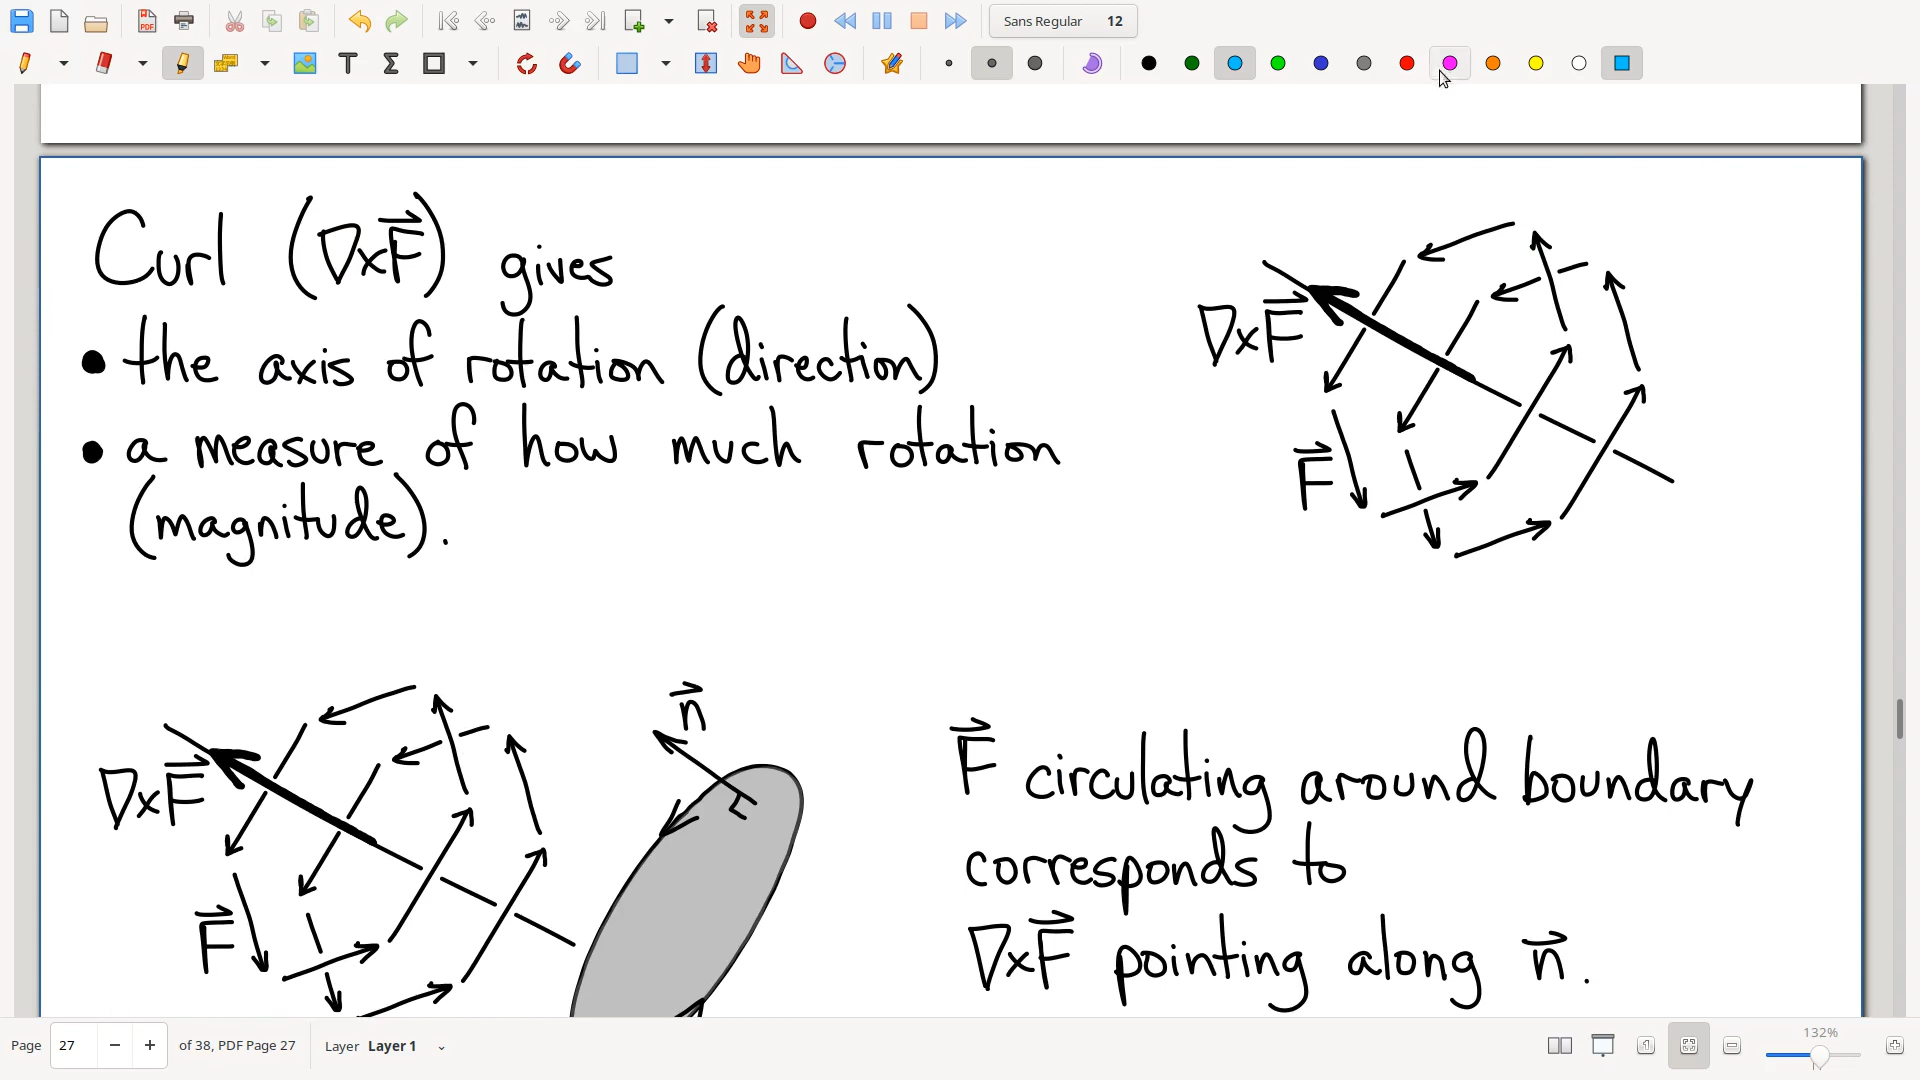 Sans Regular 12
Curl (∇×F⃗) gives
• the axis of rotation (direction)
• a measure of how much rotation
(magnitude).
∇×F⃗
F⃗
∇×F⃗
F⃗
n⃗
F⃗ circulating around boundary
corresponds to
∇×F⃗ pointing along n⃗.
Page 27 of 38, PDF Page 27 Layer Layer 1 132%